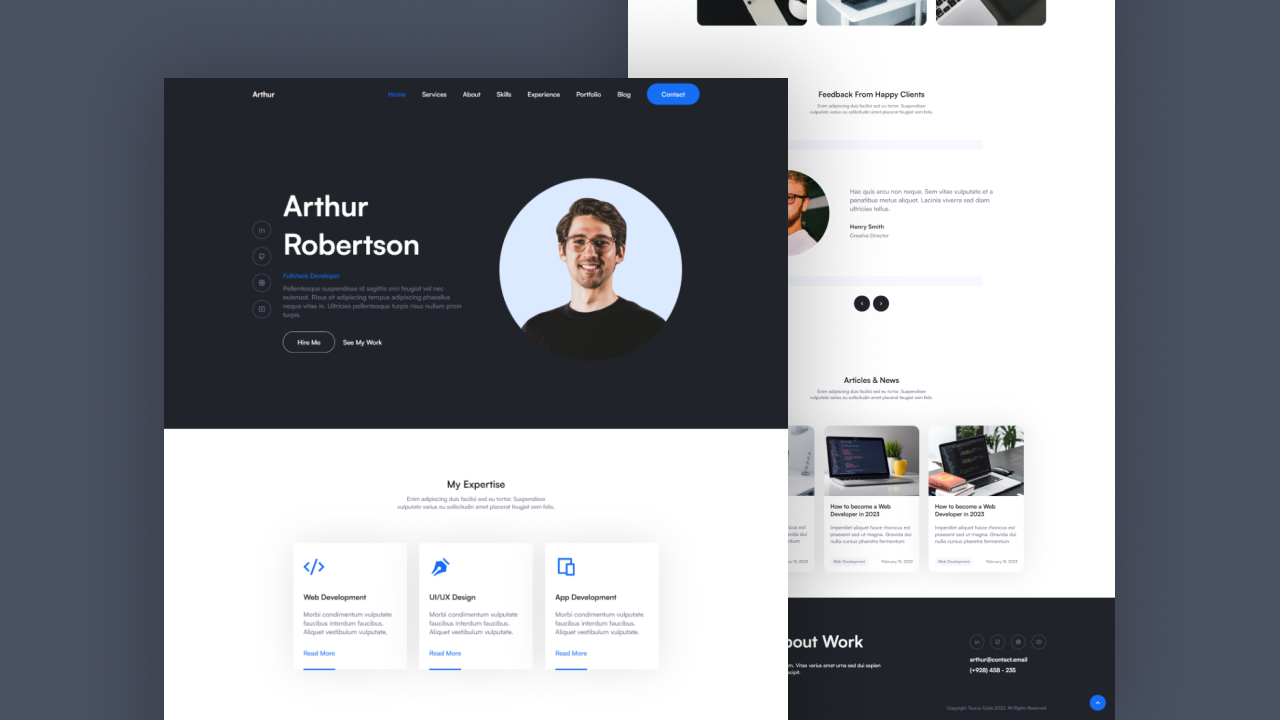 Arthur
Home
Services
About
Skills
Experience
Portfolio
Blog
Contact
Arthur
Robertson
Fullstack Developer
Pellentesque suspendisse id sagittis orci feugiat vel nec
euismod. Risus sit adipiscing tempus adipiscing phasellus
neque vitae in. Ultricies pellentesque turpis risus nullam proin
turpis.
Hire Me
See My Work
My Expertise
Enim adipiscing duis facilisi sed eu tortor. Suspendisse
vulputate varius eu sollicitudin amet placerat feugiat sem felis.
Web Development
Morbi condimentum vulputate
faucibus interdum faucibus.
Aliquet vestibulum vulputate.
Read More
UI/UX Design
Morbi condimentum vulputate
faucibus interdum faucibus.
Aliquet vestibulum vulputate.
Read More
App Development
Morbi condimentum vulputate
faucibus interdum faucibus.
Aliquet vestibulum vulputate.
Read More
Feedback From Happy Clients
Enim adipiscing duis facilisi sed eu tortor. Suspendisse
vulputate varius eu sollicitudin amet placerat feugiat sem felis.
Hac quis arcu non neque. Sem vitae vulputate et a
penatibus metus aliquet. Lacinia viverra sed diam
ultricies tellus.
Henry Smith
Creative Director
Articles & News
Enim adipiscing duis facilisi sed eu tortor. Suspendisse
vulputate varius eu sollicitudin amet placerat feugiat sem felis.
How to become a Web
Developer in 2023
Imperdiet aliquet fusce rhoncus est
praesent sed ut magna. Gravida dui
nulla cursus pharetra fermentum
Web Development
February 15, 2023
How to become a Web
Developer in 2023
Imperdiet aliquet fusce rhoncus est
praesent sed ut magna. Gravida dui
nulla cursus pharetra fermentum
Web Development
February 15, 2023
bout Work
Vitae varius amet urna sed dui sapien
arthur@contact.email
(+928) 458 - 235
Copyright Taurus Code 2023. All Rights Reserved